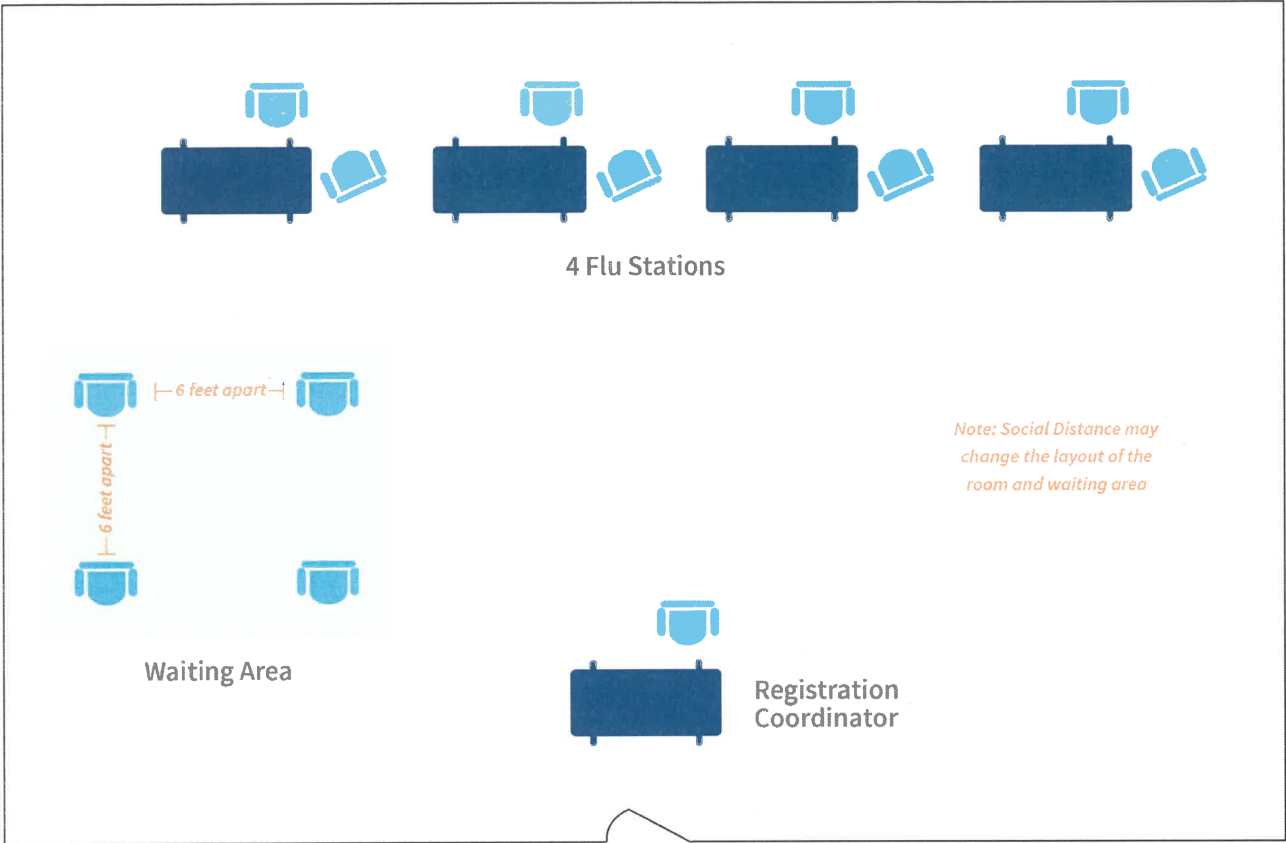 4 Flu Stations
6 feet apart
6 feet apart
Note: Social Distance may
change the layout of the
room and waiting area
Waiting Area
Registration
Coordinator